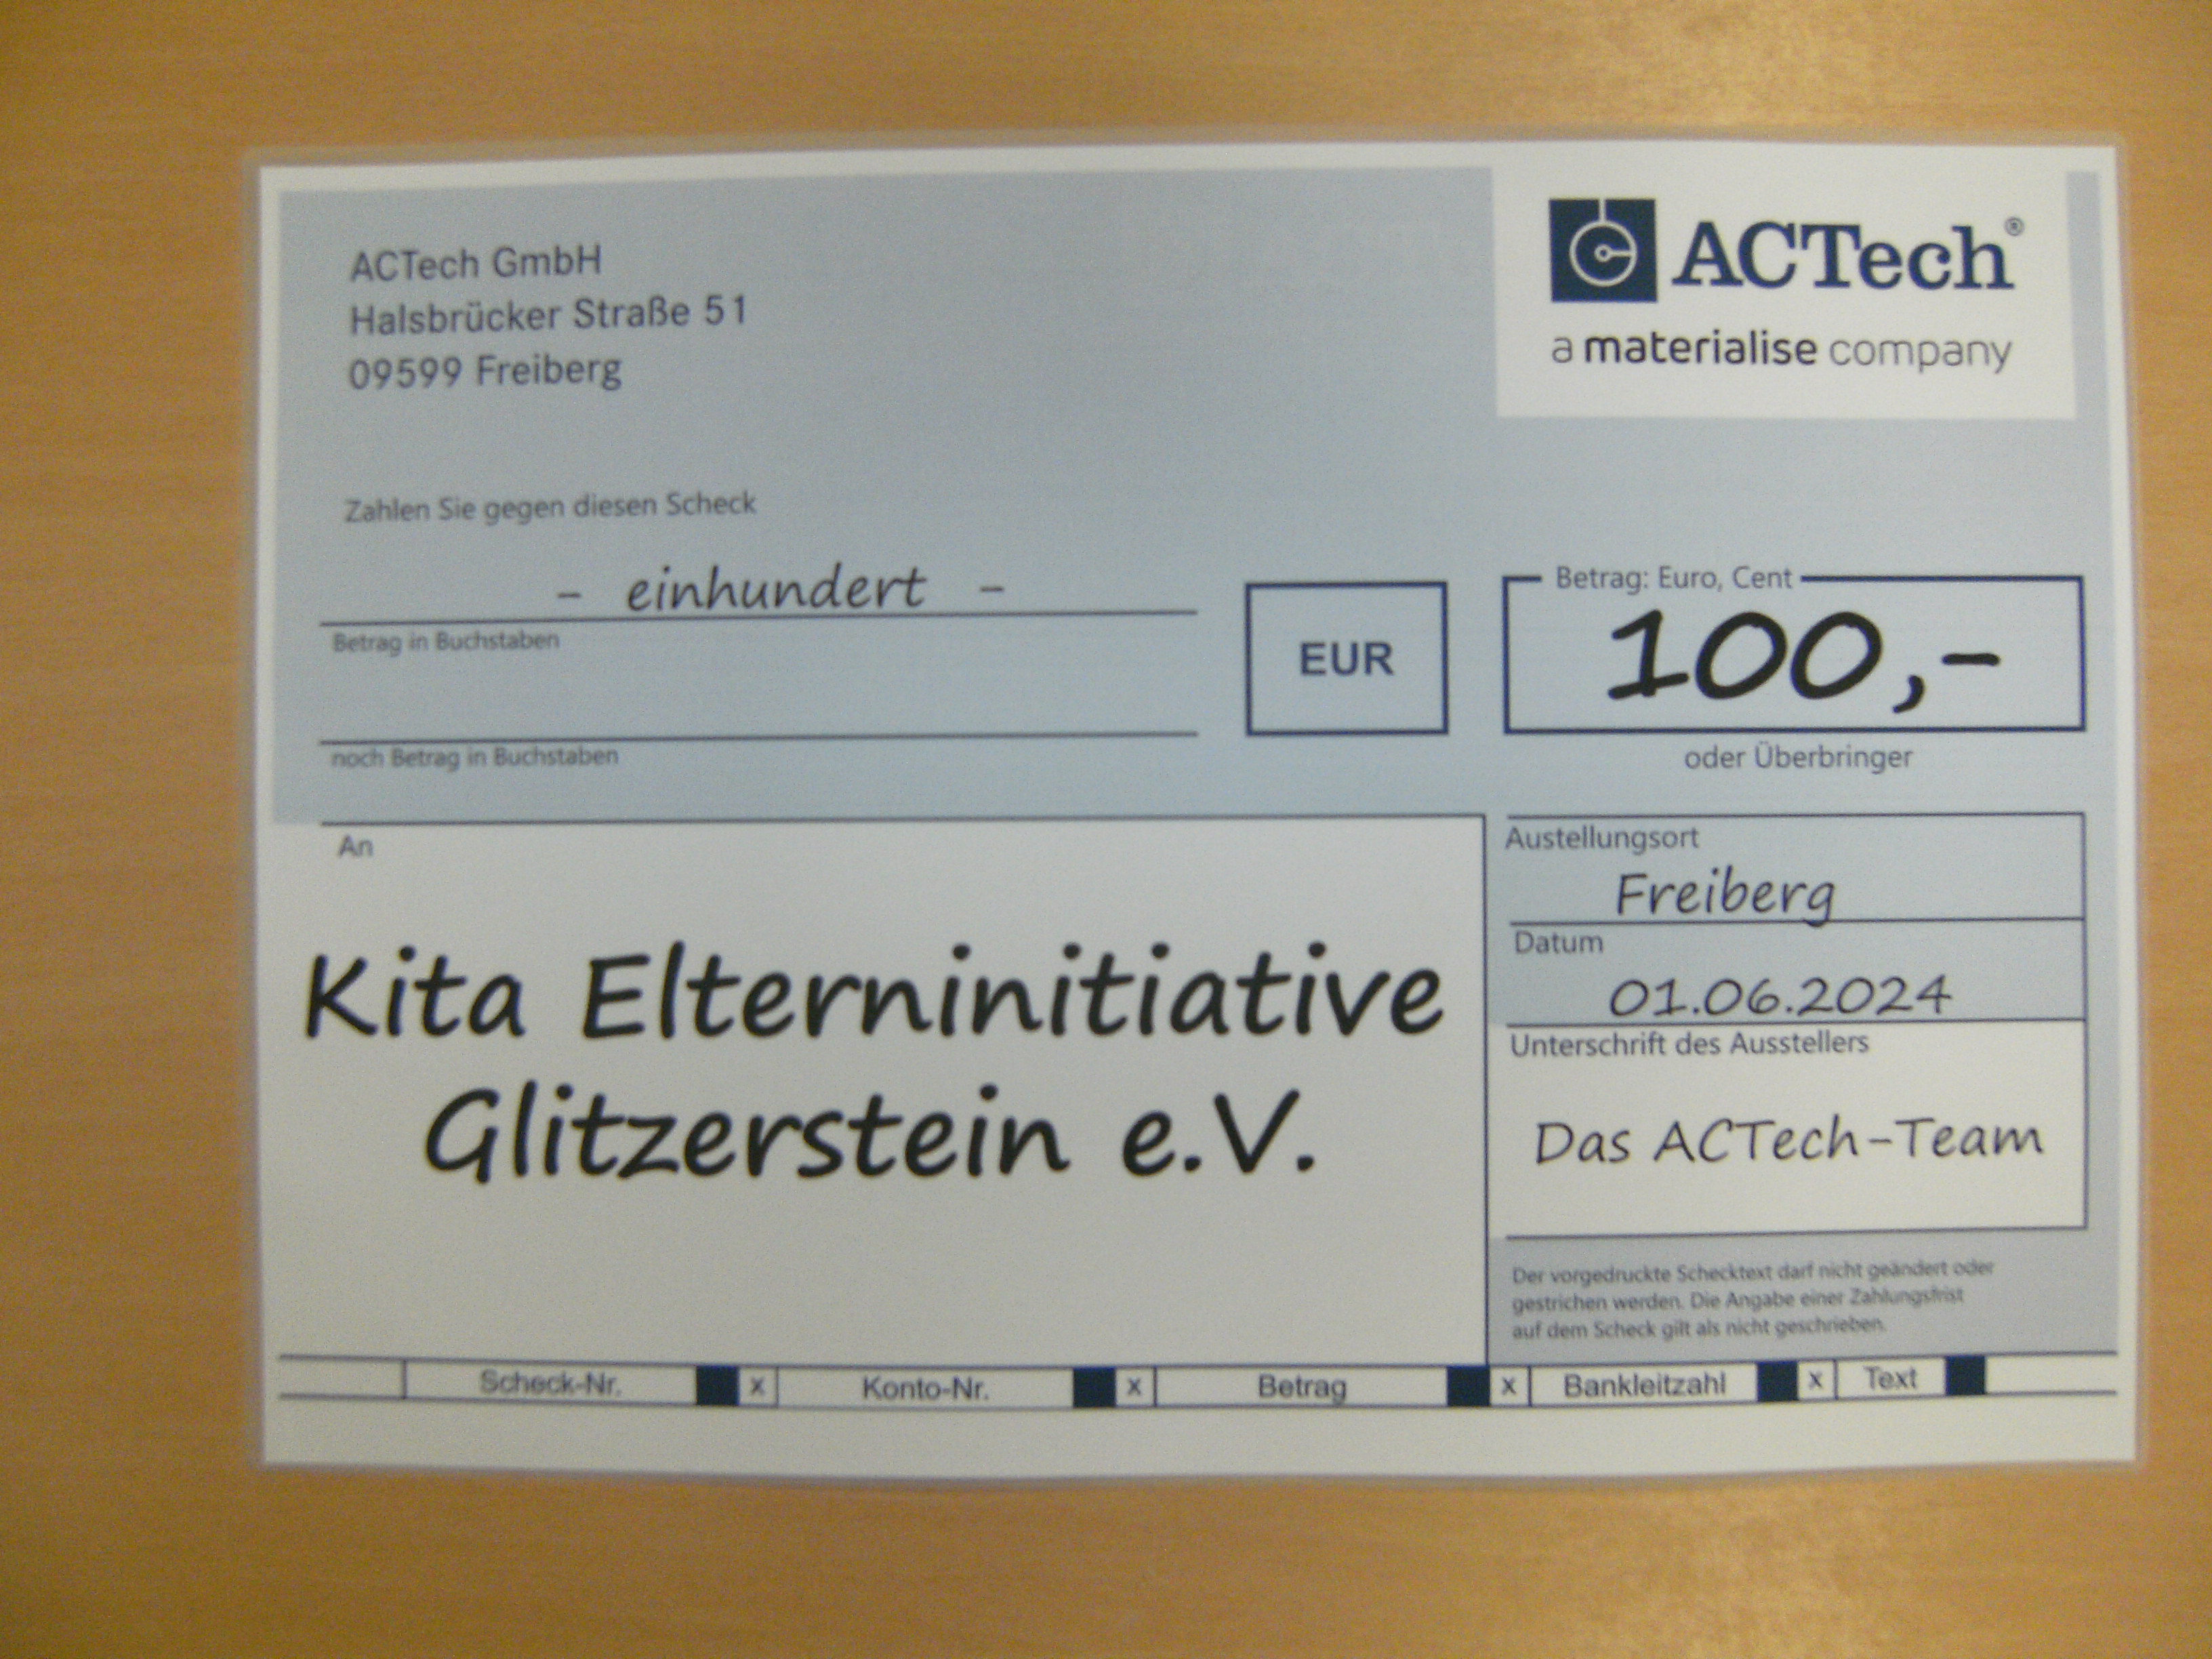 ACTech GmbH
Halsbrücker Straße 51
09599 Freiberg
ACTech®
a materialise company
Zahlen Sie gegen diesen Scheck
- einhundert -
Betrag in Buchstaben
noch Betrag in Buchstaben
EUR
Betrag: Euro, Cent
100,-
oder Überbringer
An
Kita Elterninitiative
Glitzerstein e.V.
Austellungsort
Freiberg
Datum
01.06.2024
Unterschrift des Ausstellers
Das ACTech-Team
Der vorgedruckte Schecktext darf nicht geändert oder
gestrichen werden. Die Angabe einer Zahlungsfrist
auf dem Scheck gilt als nicht geschrieben.
Scheck-Nr. x Konto-Nr. x Betrag x Bankleitzahl x Text